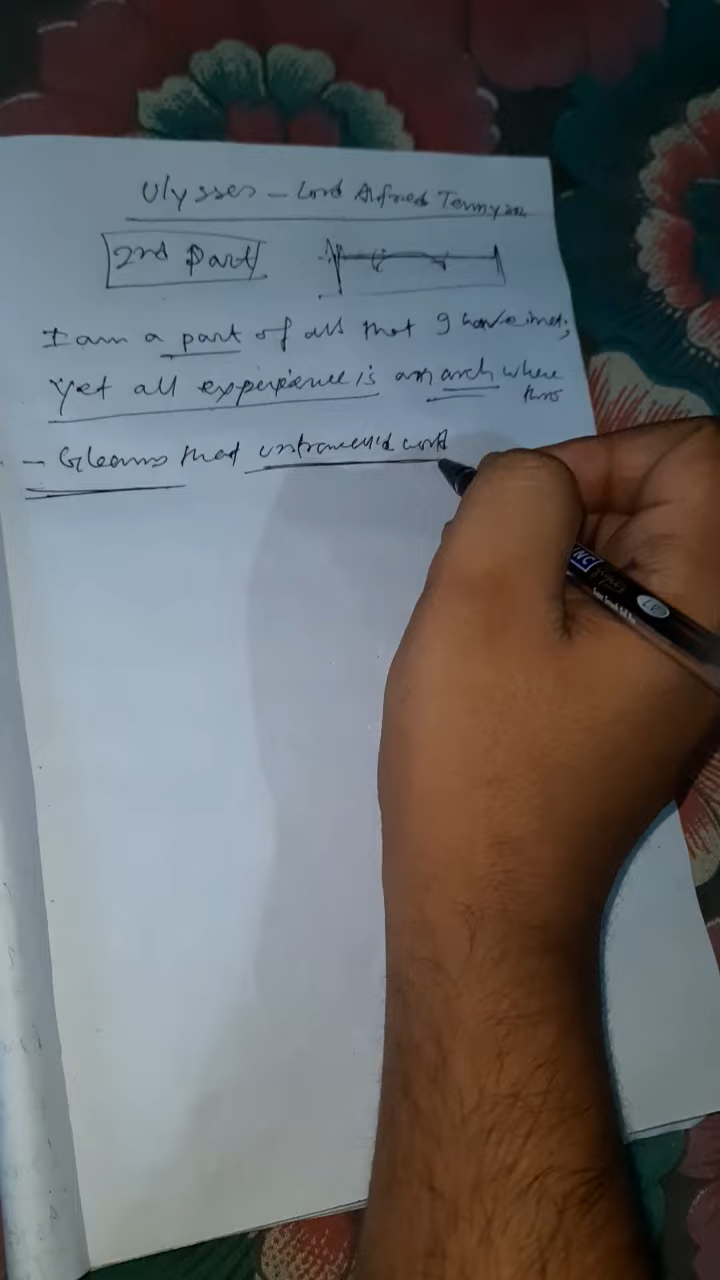 Ulysses - Lord Alfred Tennyson
2nd Part
I am a part of all that I have met;
Yet all experience is an arch where
thro
- Gleams that untravell'd world